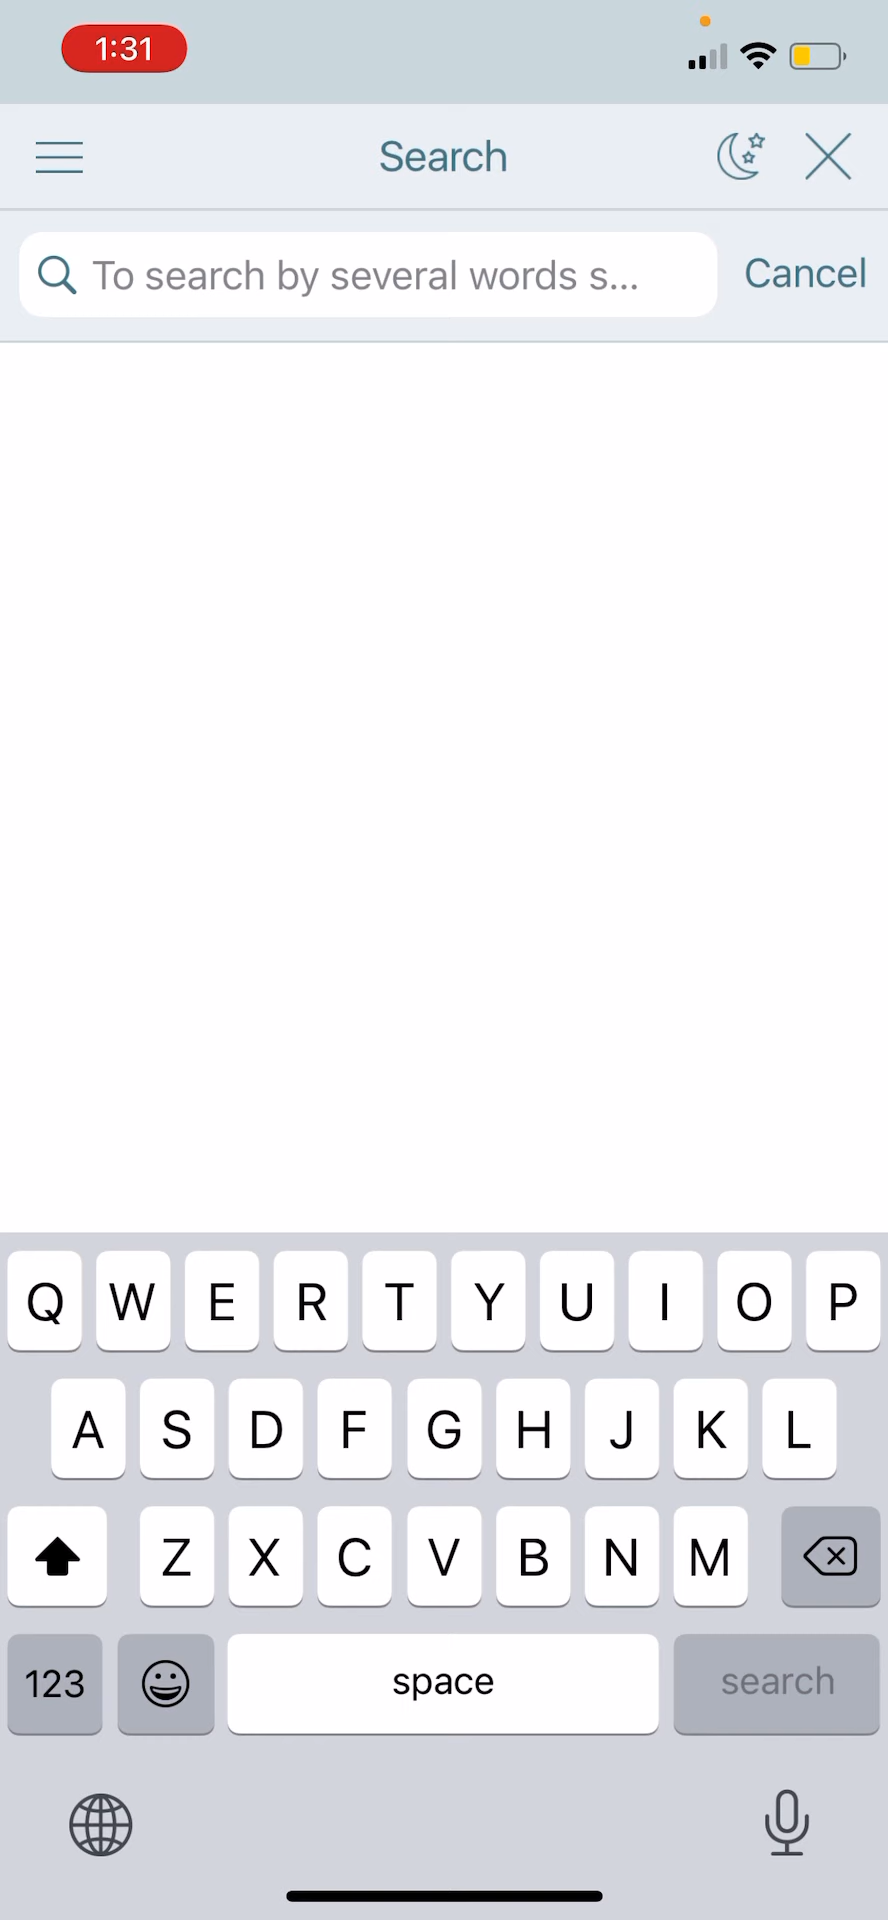 1:31
Search
To search by several words s...
Cancel
Q W E R T Y U I O P
A S D F G H J K L
Z X C V B N M
123 space search